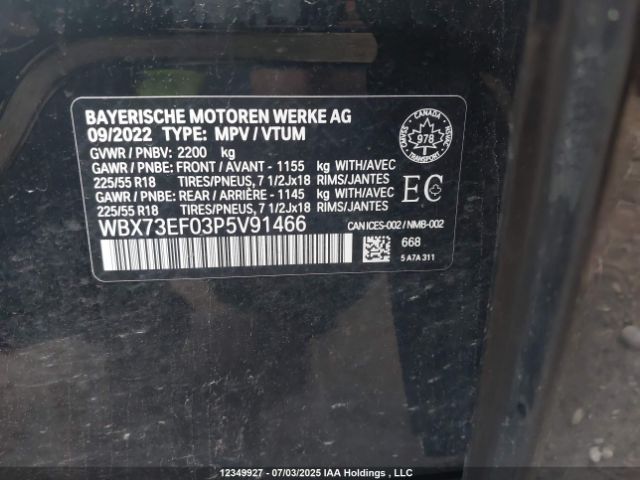 BAYERISCHE MOTOREN WERKE AG
09/2022 TYPE: MPV / VTUM
GVWR / PNBV: 2200 kg
GAWR / PNBE: FRONT / AVANT - 1155 kg WITH/AVEC
225/55 R18 TIRES/PNEUS, 7 1/2Jx18 RIMS/JANTES
GAWR / PNBE: REAR / ARRIÈRE - 1145 kg WITH/AVEC
225/55 R18 TIRES/PNEUS, 7 1/2Jx18 RIMS/JANTES
WBX73EF03P5V91466
CANADA
978
TRANSPORT
EC
CAN ICES-002 / NMB-002
668
5 A7A 311
12349927 - 07/03/2025 IAA Holdings , LLC